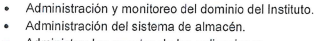 • Administración y monitoreo del dominio del Instituto.
• Administración del sistema de almacén.